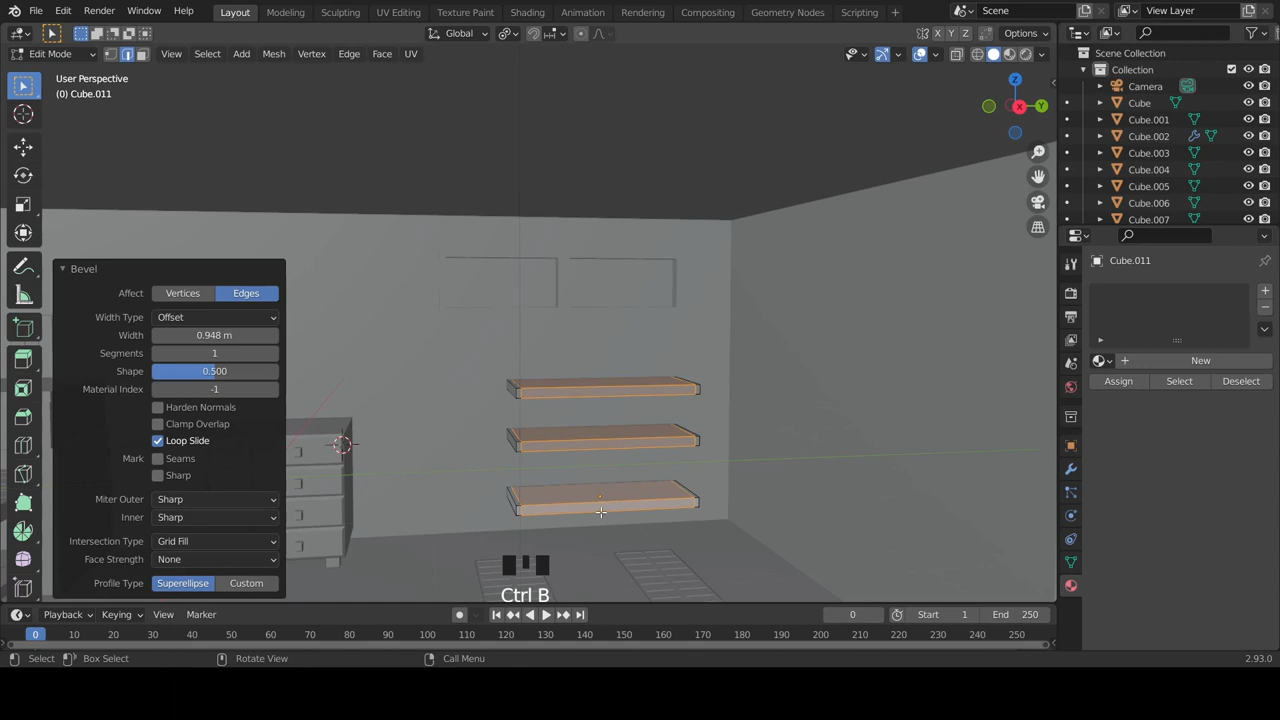 File Edit Render Window Help Layout Modeling Sculpting UV Editing Texture Paint Shading Animation Rendering Compositing Geometry Nodes Scripting + Scene View Layer
Global Options
Edit Mode View Select Add Mesh Vertex Edge Face UV
X Y Z
User Perspective
(0) Cube.011
Z
X
Y
Scene Collection
Collection
Camera
Cube
Cube.001
Cube.002
Cube.003
Cube.004
Cube.005
Cube.006
Cube.007
Cube.011
New
Assign Select Deselect
Bevel
Affect Vertices Edges
Width Type Offset
Width 0.948 m
Segments 1
Shape 0.500
Material Index -1
Harden Normals
Clamp Overlap
Loop Slide
Mark Seams
Sharp
Miter Outer Sharp
Inner Sharp
Intersection Type Grid Fill
Face Strength None
Profile Type Superellipse Custom
Ctrl B
Playback Keying View Marker 0 Start 1 End 250
0 10 20 30 40 50 60 70 80 90 100 110 120 130 140 150 160 170 180 190 200 210 220 230 240 250
Select Box Select Rotate View Call Menu 2.93.0